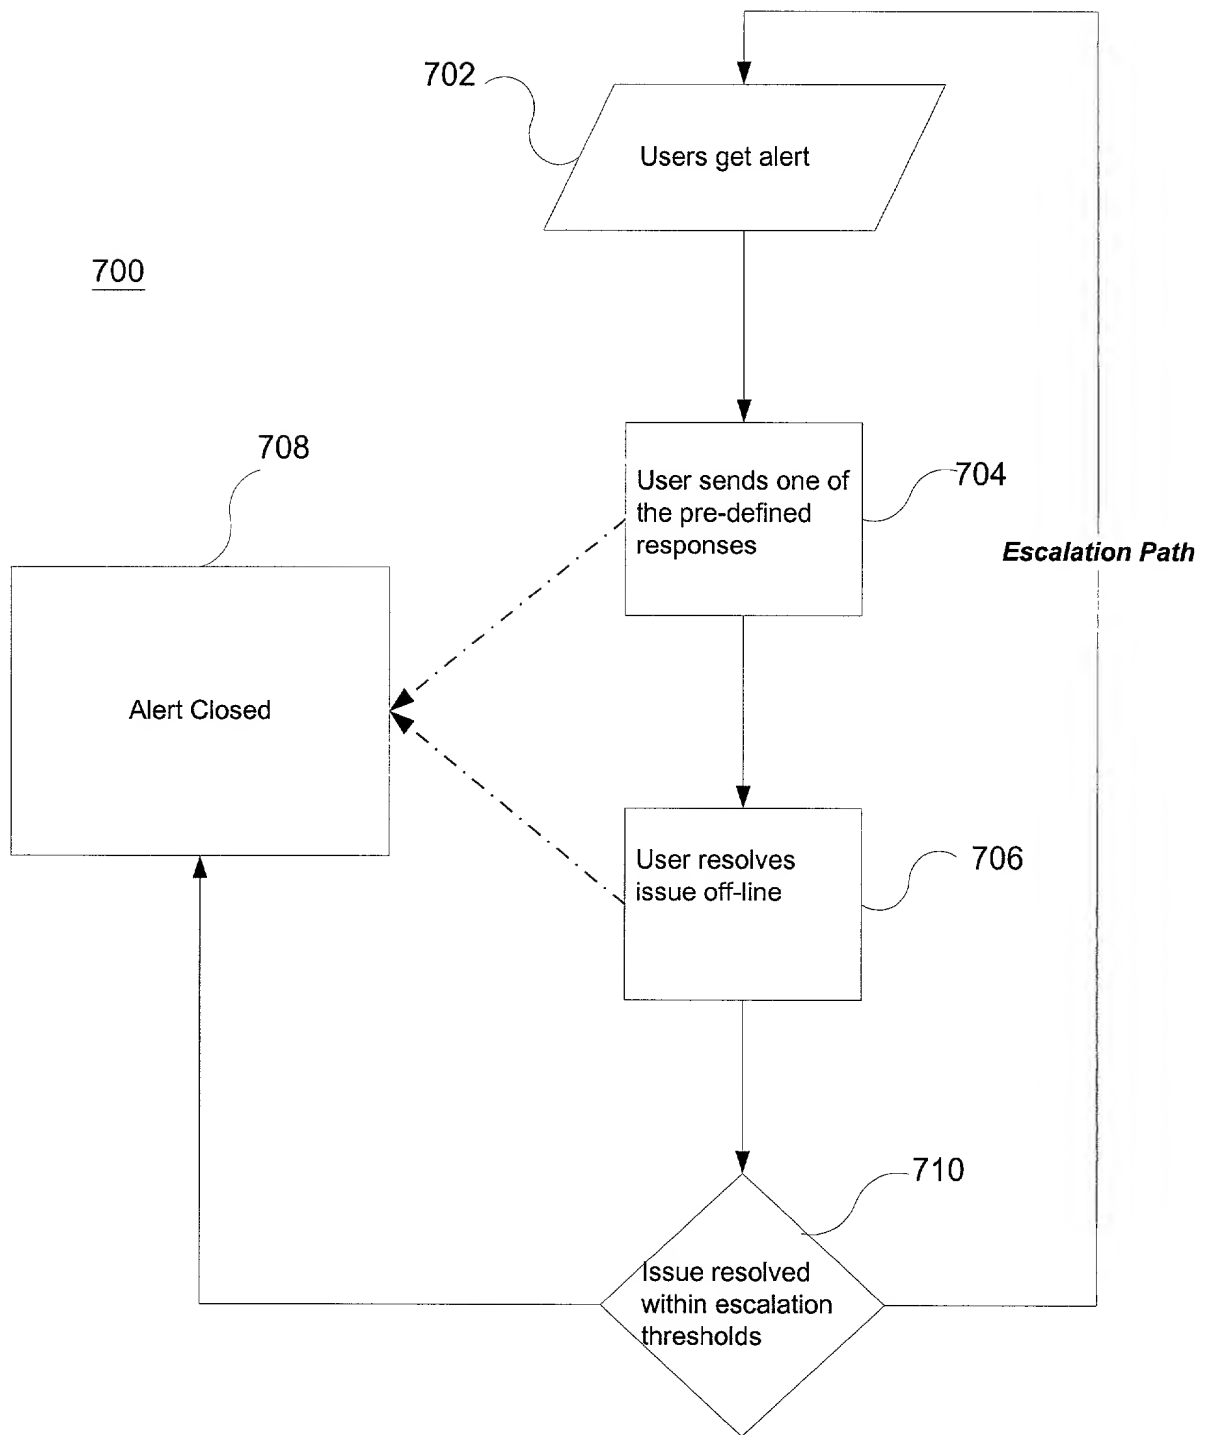 702
Users get alert
700
708
User sends one of
the pre-defined
responses
704
Escalation Path
Alert Closed
User resolves
issue off-line
706
710
Issue resolved
within escalation
thresholds